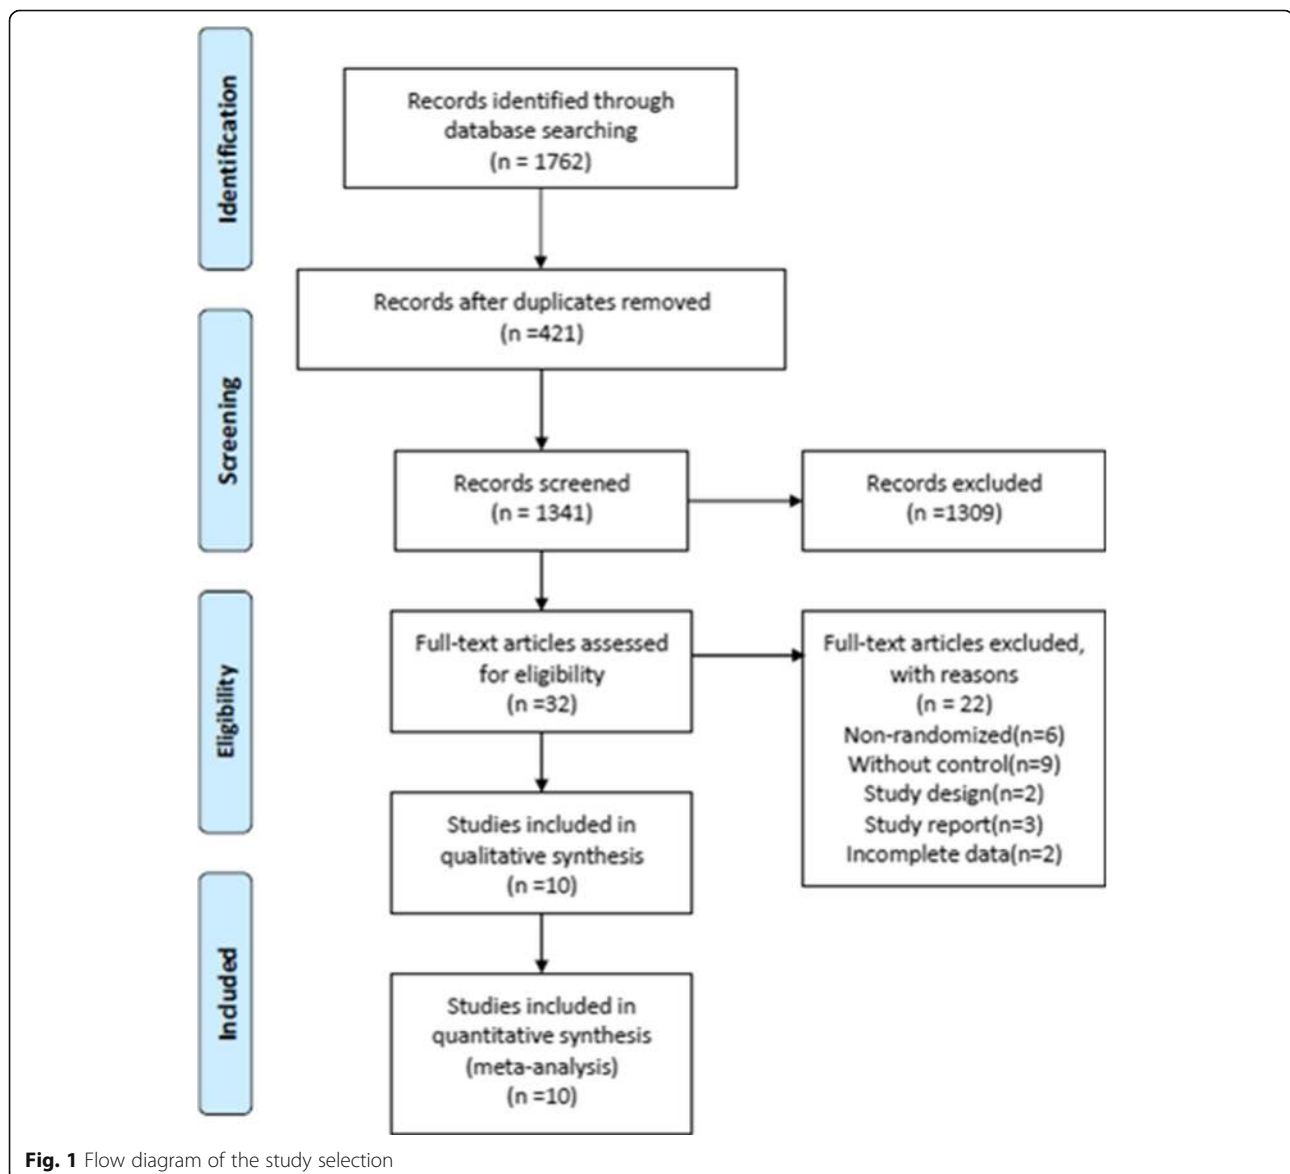 Identification
Records identified through
database searching
(n = 1762)
Records after duplicates removed
(n =421)
Screening
Records screened
(n = 1341)
Records excluded
(n =1309)
Eligibility
Full-text articles assessed
for eligibility
(n =32)
Full-text articles excluded,
with reasons
(n = 22)
Non-randomized(n=6)
Without control(n=9)
Study design(n=2)
Study report(n=3)
Incomplete data(n=2)
Studies included in
qualitative synthesis
(n =10)
Included
Studies included in
quantitative synthesis
(meta-analysis)
(n =10)
Fig. 1 Flow diagram of the study selection